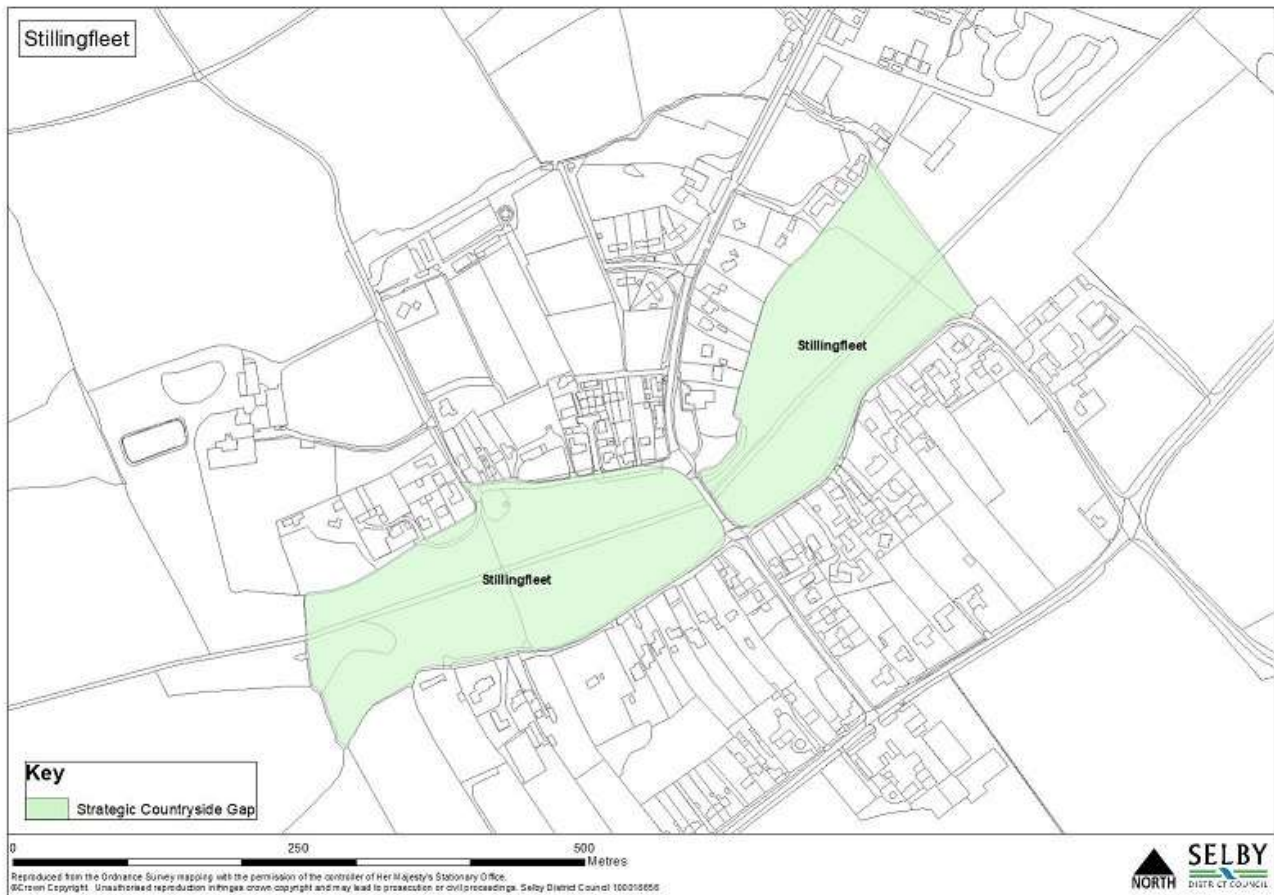 Stillingfleet
Stillingfleet
Stillingfleet
Key
Strategic Countryside Gap
0 250 500
Metres
Reproduced from the Ordnance Survey mapping with the permission of the controller of Her Majesty's Stationary Office.
©Crown Copyright. Unauthorised reproduction infringes crown copyright and may lead to prosecution or civil proceedings. Selby District Council 100018656
NORTH
SELBY
DISTRICT COUNCIL